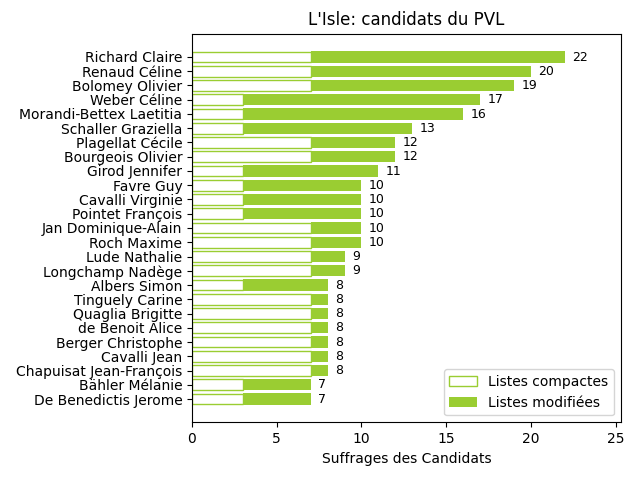 L'Isle: candidats du PVL
Richard Claire 22
Renaud Céline 20
Bolomey Olivier 19
Weber Céline 17
Morandi-Bettex Laetitia 16
Schaller Graziella 13
Plagellat Cécile 12
Bourgeois Olivier 12
Girod Jennifer 11
Favre Guy 10
Cavalli Virginie 10
Pointet François 10
Jan Dominique-Alain 10
Roch Maxime 10
Lude Nathalie 9
Longchamp Nadège 9
Albers Simon 8
Tinguely Carine 8
Quaglia Brigitte 8
de Benoit Alice 8
Berger Christophe 8
Cavalli Jean 8
Chapuisat Jean-François 8
Bähler Mélanie 7
De Benedictis Jerome 7
Listes compactes
Listes modifiées
0 5 10 15 20 25
Suffrages des Candidats